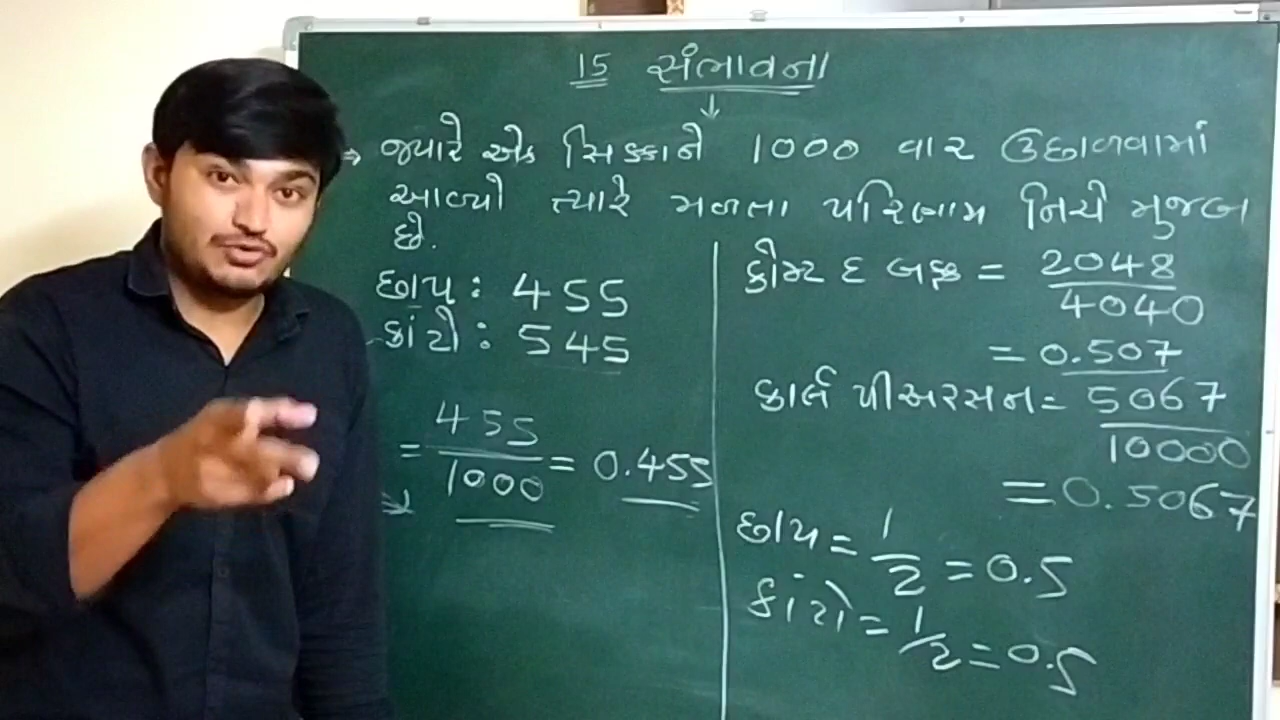 15 સંભાવના
⇒ જ્યારે એક સિક્કાને 1000 વાર ઉછાળવામાં
આવ્યો ત્યારે મળતા પરિણામ નિચે મુજબ
છે.
છાપ : 455
કાંટો : 545
= 455/1000 = 0.455
કોમ્ટ દ બફન = 2048/4040
= 0.507
કાર્લ પીઅરસન = 5067/10000
= 0.5067
છાપ = 1/2 = 0.5
કાંટો = 1/2 = 0.5